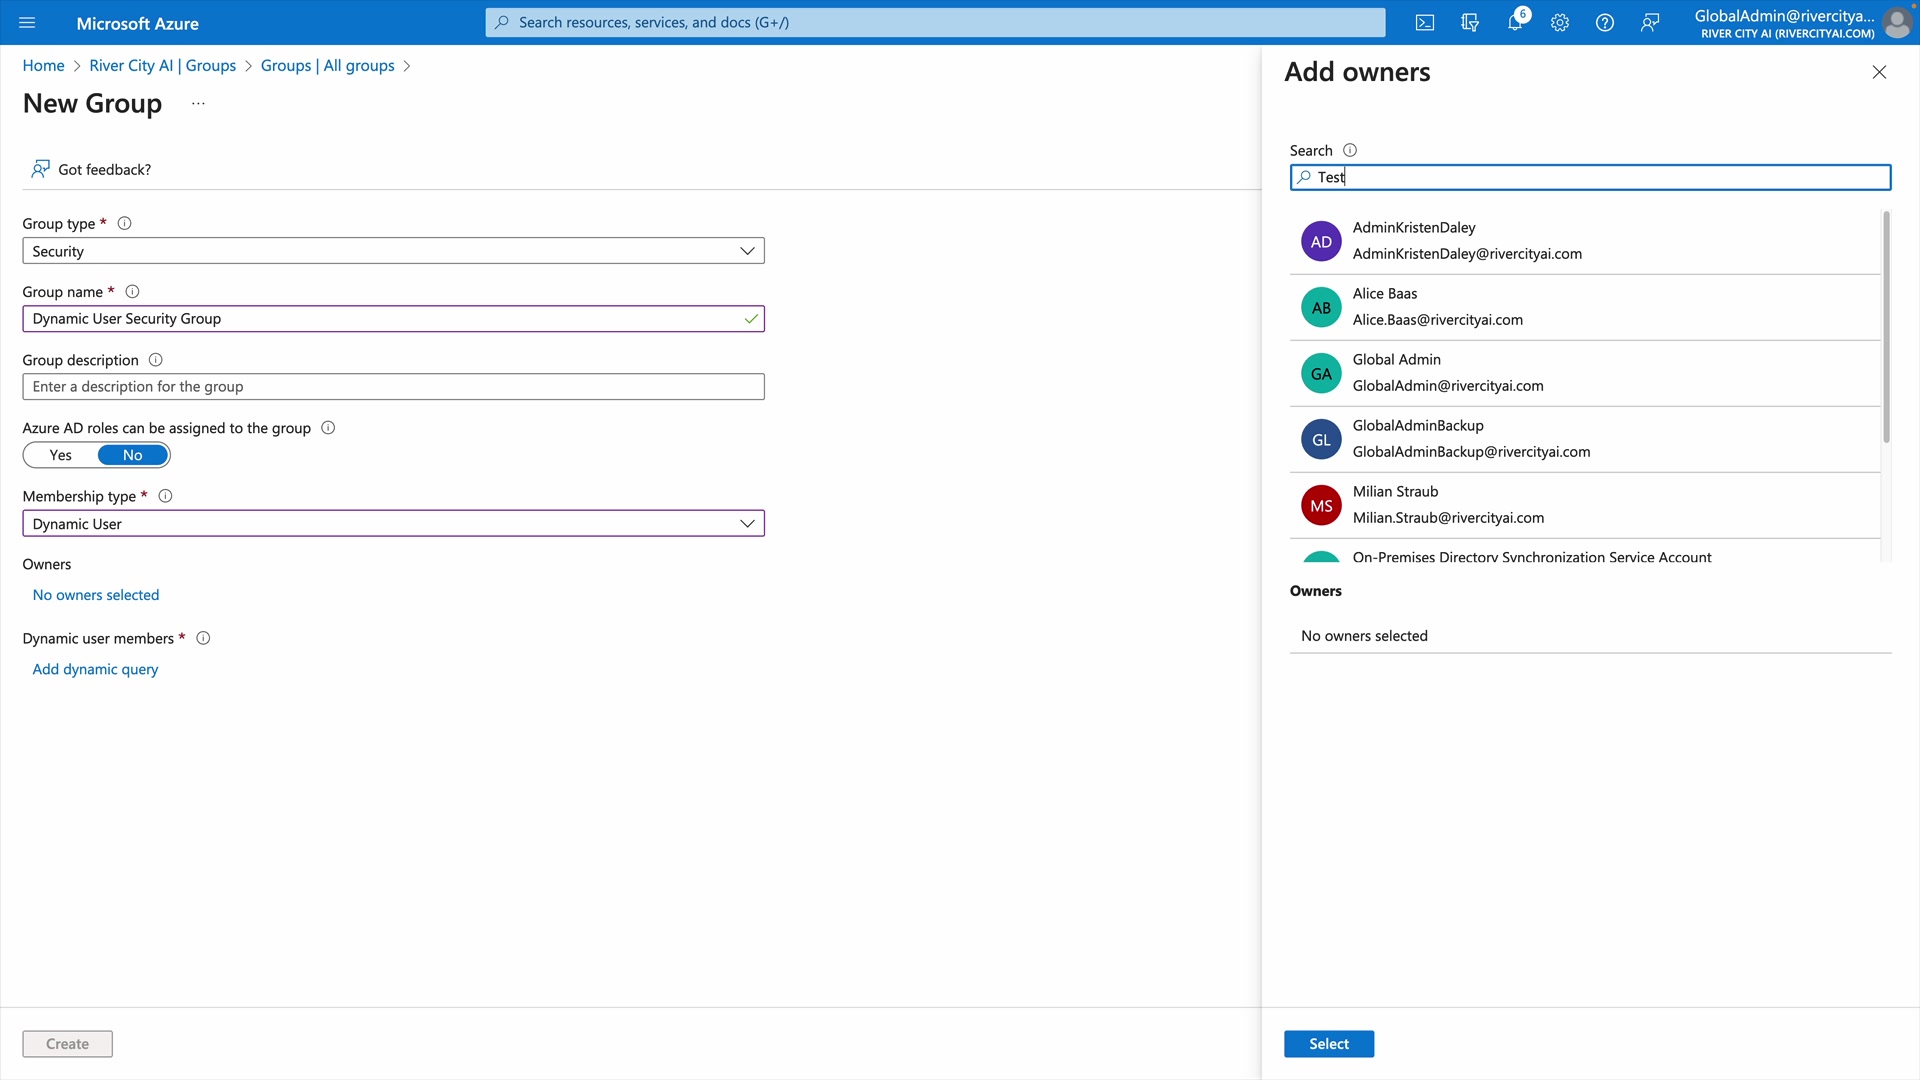 Microsoft Azure
Search resources, services, and docs (G+/)
6
GlobalAdmin@rivercitya...
RIVER CITY AI (RIVERCITYAI.COM)
Home > River City AI | Groups > Groups | All groups >
New Group ...
Got feedback?
Group type *
Security
Group name *
Dynamic User Security Group
Group description
Enter a description for the group
Azure AD roles can be assigned to the group
Yes No
Membership type *
Dynamic User
Owners
No owners selected
Dynamic user members *
Add dynamic query
Create
Add owners
Search
Test
AD
AdminKristenDaley
AdminKristenDaley@rivercityai.com
AB
Alice Baas
Alice.Baas@rivercityai.com
GA
Global Admin
GlobalAdmin@rivercityai.com
GL
GlobalAdminBackup
GlobalAdminBackup@rivercityai.com
MS
Milian Straub
Milian.Straub@rivercityai.com
On-Premises Directory Synchronization Service Account
Owners
No owners selected
Select